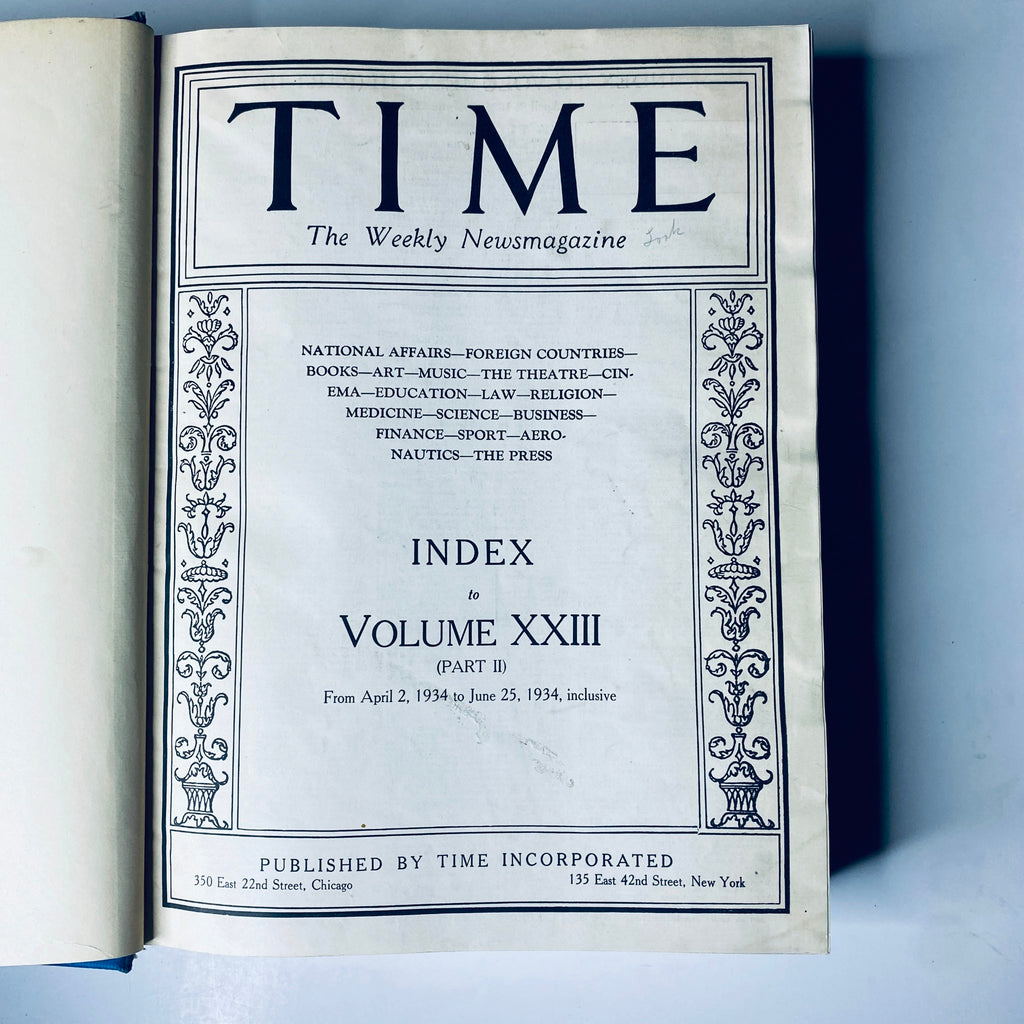 TIME
The Weekly Newsmagazine
NATIONAL AFFAIRS—FOREIGN COUNTRIES—
BOOKS—ART—MUSIC—THE THEATRE—CIN-
EMA—EDUCATION—LAW—RELIGION—
MEDICINE—SCIENCE—BUSINESS—
FINANCE—SPORT—AERO-
NAUTICS—THE PRESS
INDEX
to
VOLUME XXIII
(PART II)
From April 2, 1934 to June 25, 1934, inclusive
PUBLISHED BY TIME INCORPORATED
350 East 22nd Street, Chicago 135 East 42nd Street, New York